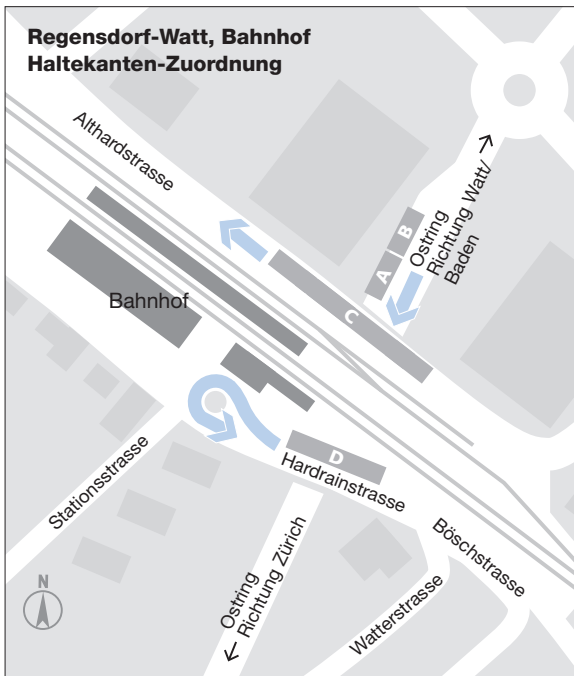 Regensdorf-Watt, Bahnhof
Haltekanten-Zuordnung
Althardstrasse
Ostring
Richtung Watt/
Baden
B
A
C
Bahnhof
D
Hardrainstrasse
Stationsstrasse
Böschstrasse
Ostring
Richtung Zürich
Watterstrasse
N